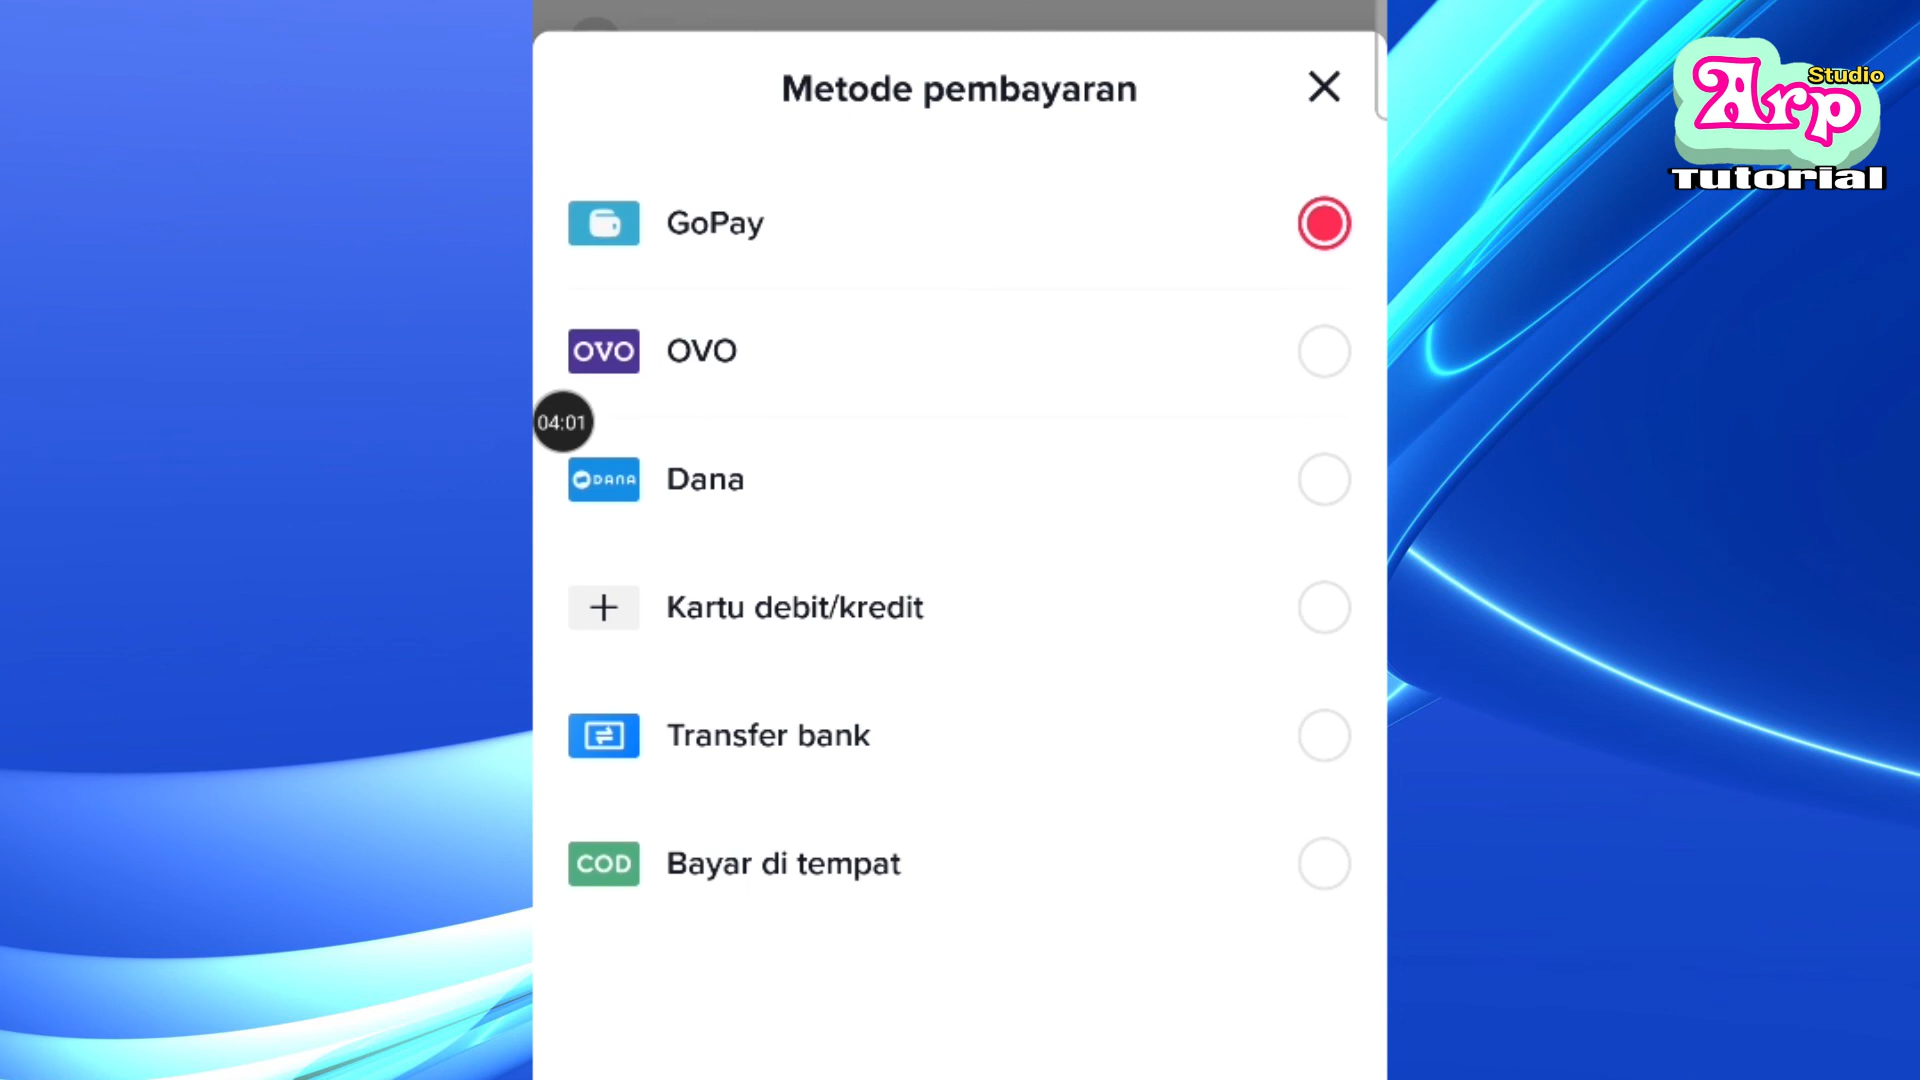 Metode pembayaran
Studio
Arp
Tutorial
GoPay
OVO OVO
04:01
DANA Dana
Kartu debit/kredit
Transfer bank
COD Bayar di tempat